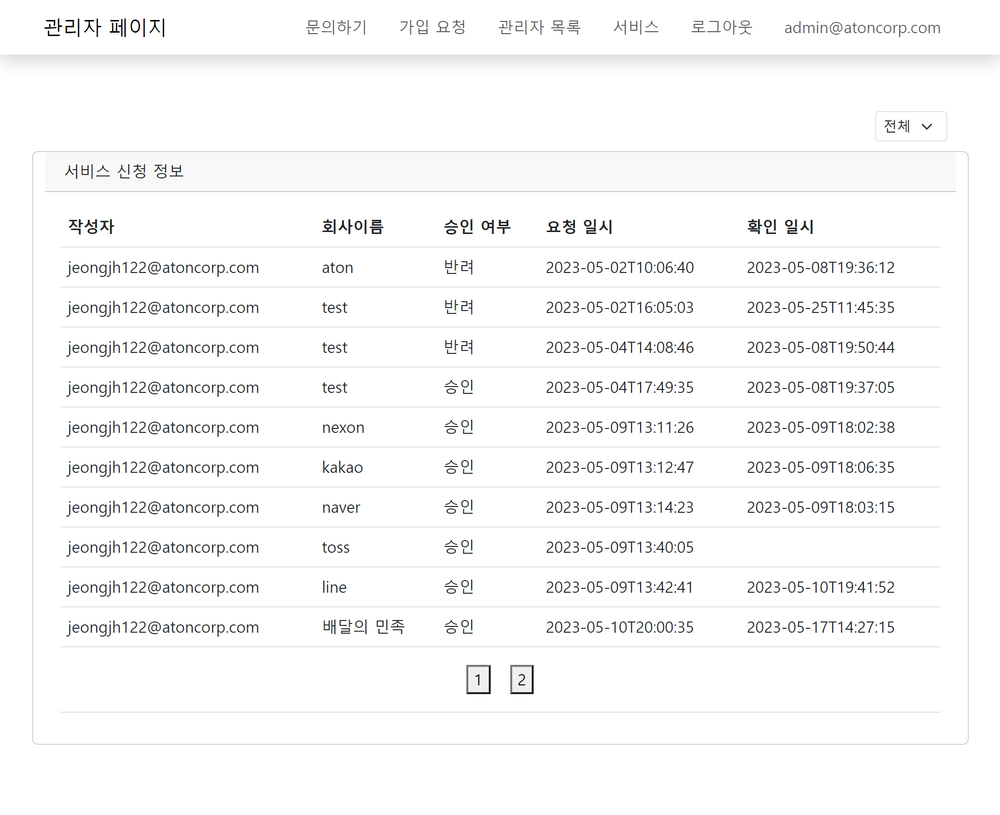 관리자 페이지 문의하기 가입 요청 관리자 목록 서비스 로그아웃 admin@atoncorp.com
전체
서비스 신청 정보
작성자 회사이름 승인 여부 요청 일시 확인 일시
jeongjh122@atoncorp.com aton 반려 2023-05-02T10:06:40 2023-05-08T19:36:12
jeongjh122@atoncorp.com test 반려 2023-05-02T16:05:03 2023-05-25T11:45:35
jeongjh122@atoncorp.com test 반려 2023-05-04T14:08:46 2023-05-08T19:50:44
jeongjh122@atoncorp.com test 승인 2023-05-04T17:49:35 2023-05-08T19:37:05
jeongjh122@atoncorp.com nexon 승인 2023-05-09T13:11:26 2023-05-09T18:02:38
jeongjh122@atoncorp.com kakao 승인 2023-05-09T13:12:47 2023-05-09T18:06:35
jeongjh122@atoncorp.com naver 승인 2023-05-09T13:14:23 2023-05-09T18:03:15
jeongjh122@atoncorp.com toss 승인 2023-05-09T13:40:05
jeongjh122@atoncorp.com line 승인 2023-05-09T13:42:41 2023-05-10T19:41:52
jeongjh122@atoncorp.com 배달의 민족 승인 2023-05-10T20:00:35 2023-05-17T14:27:15
1 2